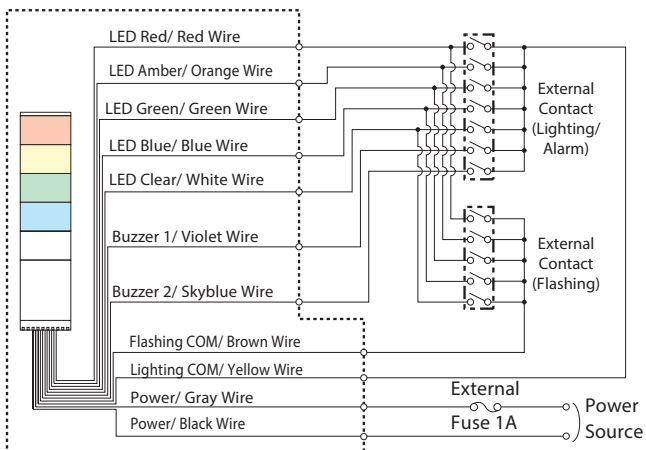 LED Red/ Red Wire
LED Amber/ Orange Wire
LED Green/ Green Wire
LED Blue/ Blue Wire
LED Clear/ White Wire
Buzzer 1/ Violet Wire
Buzzer 2/ Skyblue Wire
Flashing COM/ Brown Wire
Lighting COM/ Yellow Wire
Power/ Gray Wire
Power/ Black Wire
External
Contact
(Lighting/
Alarm)
External
Contact
(Flashing)
External
Fuse 1A
Power
Source